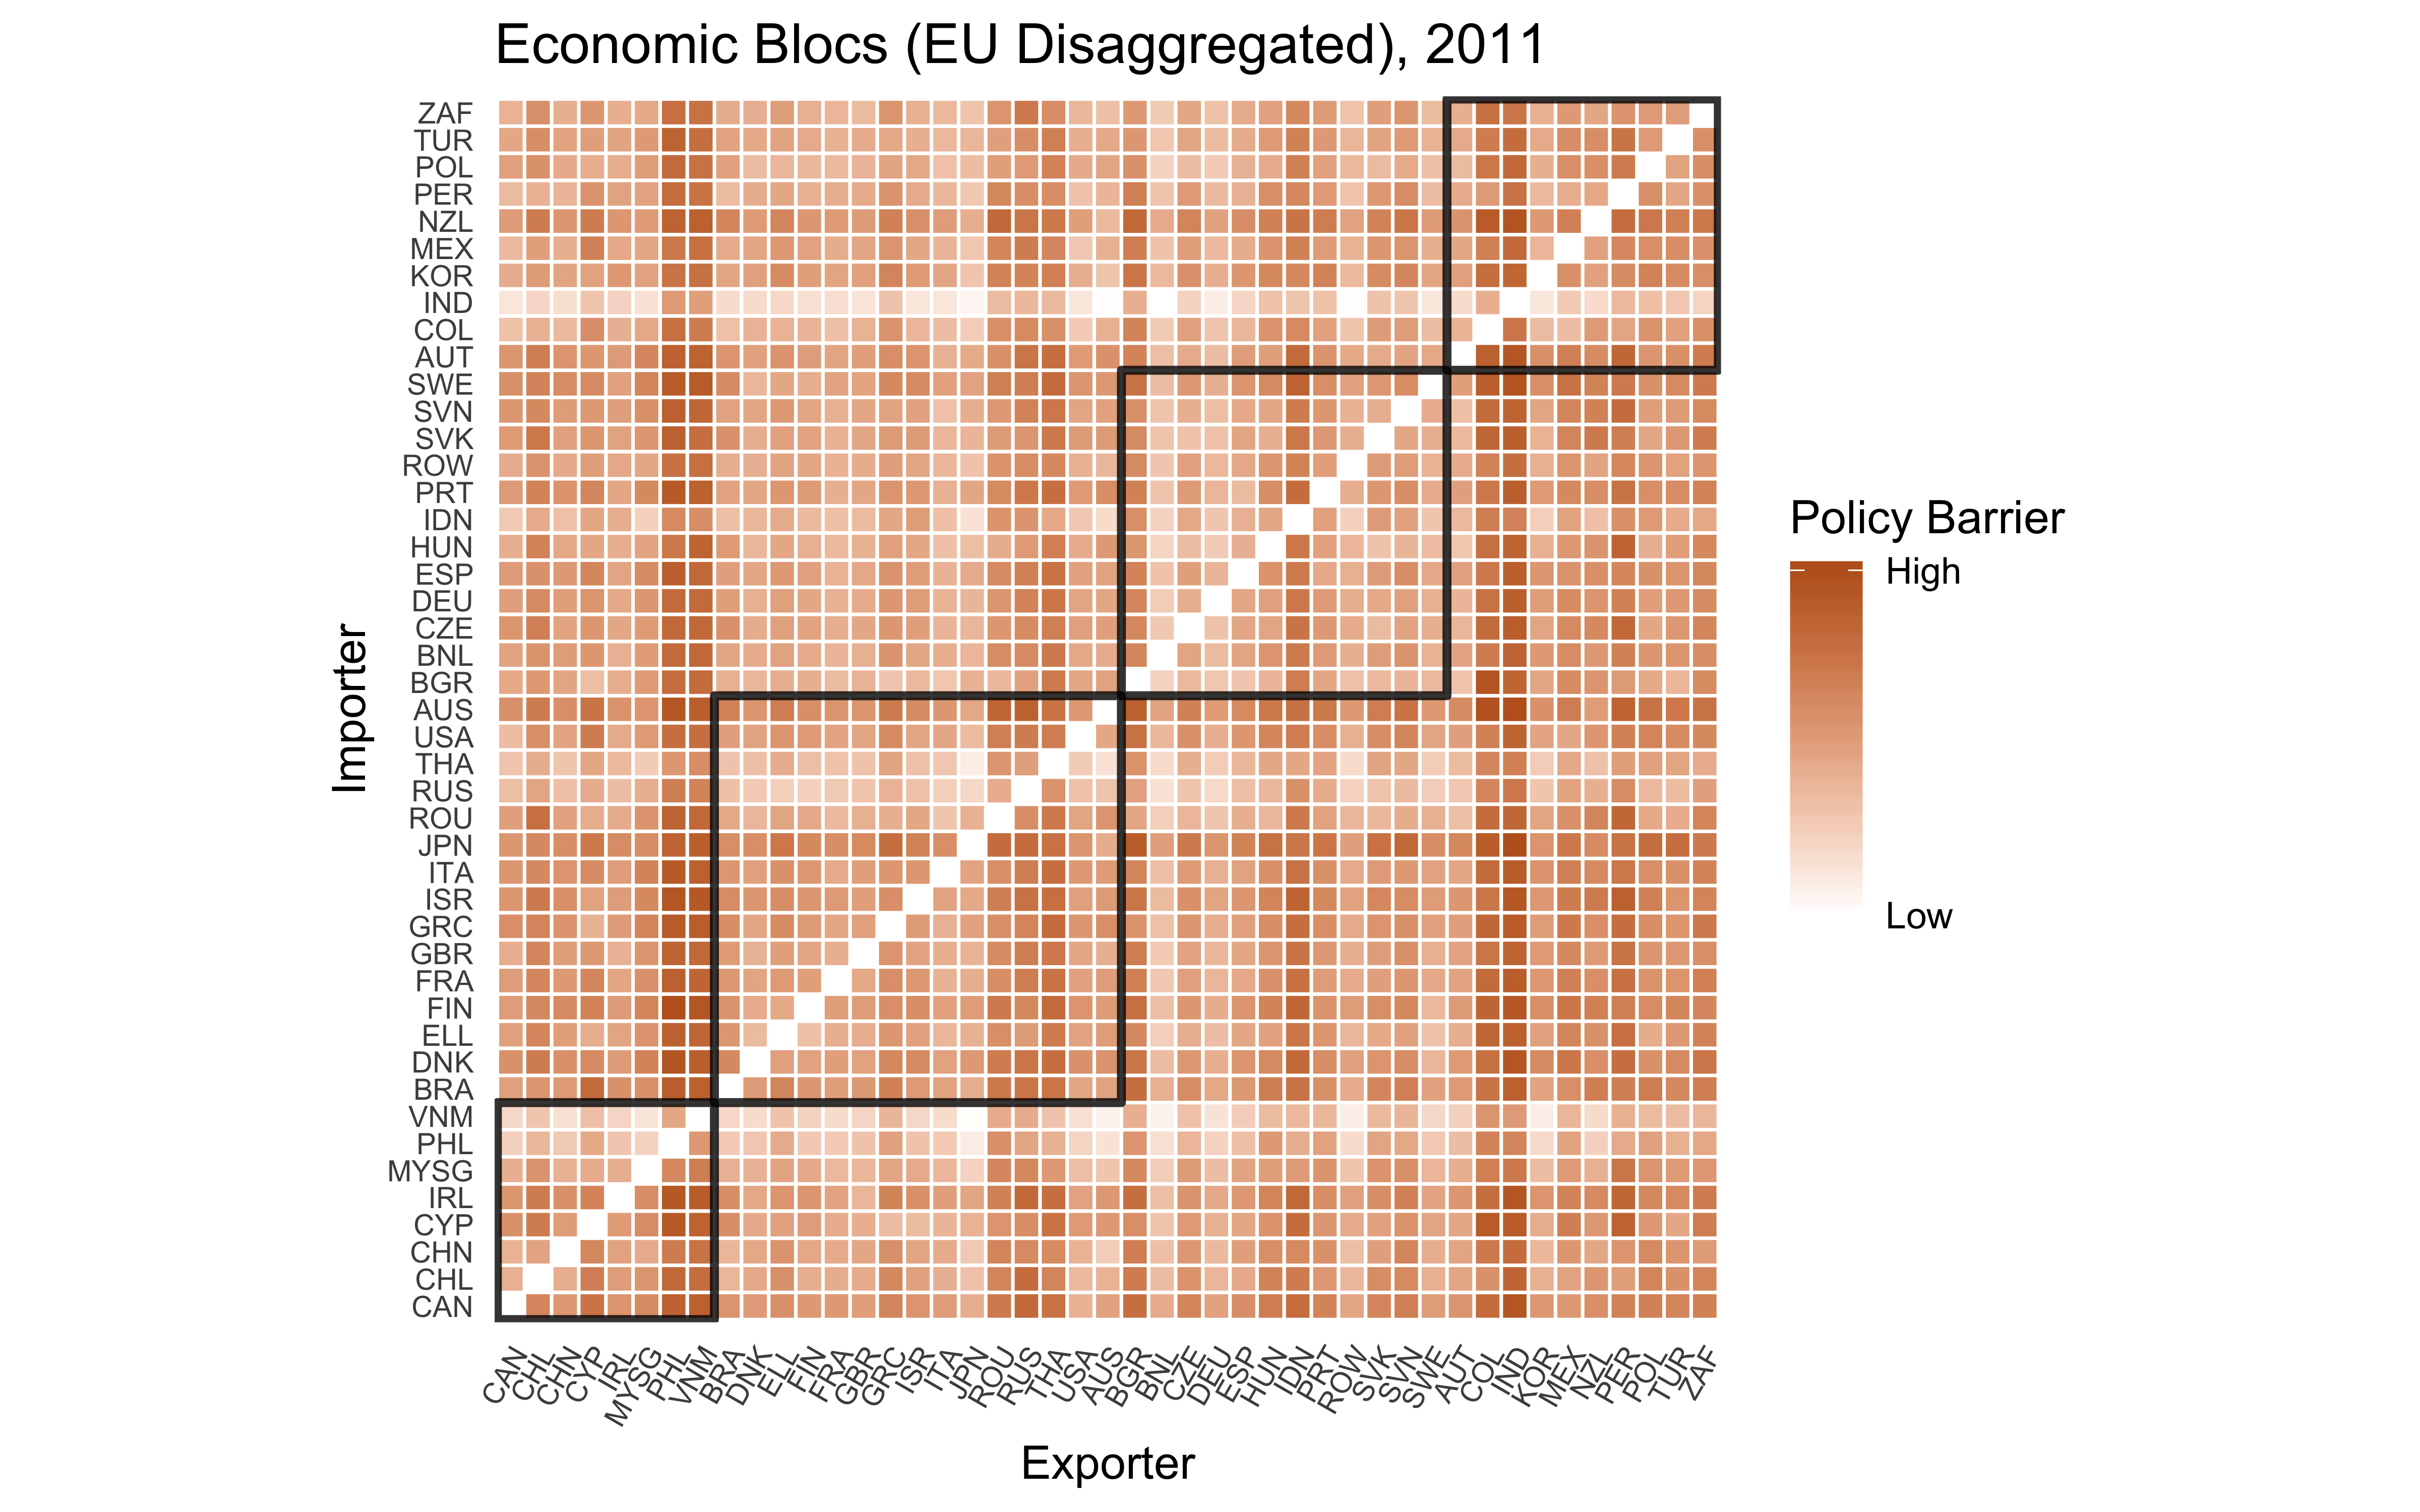 Economic Blocs (EU Disaggregated), 2011
ZAF
TUR
POL
PER
NZL
MEX
KOR
IND
COL
AUT
SWE
SVN
SVK
ROW
PRT
IDN
HUN
ESP
DEU
CZE
BNL
BGR
AUS
USA
THA
RUS
ROU
JPN
ITA
ISR
GRC
GBR
FRA
FIN
ELL
DNK
BRA
VNM
PHL
MYSG
IRL
CYP
CHN
CHL
CAN
Importer
CAN
CHL
CHN
CYP
IRL
MYSG
PHL
VNM
BRA
DNK
ELL
FIN
FRA
GBR
GRC
ISR
ITA
JPN
ROU
RUS
THA
USA
AUS
BGR
BNL
CZE
DEU
ESP
HUN
IDN
PRT
ROW
SVK
SVN
SWE
AUT
COL
IND
KOR
MEX
NZL
PER
POL
TUR
ZAF
Exporter
Policy Barrier
High
Low